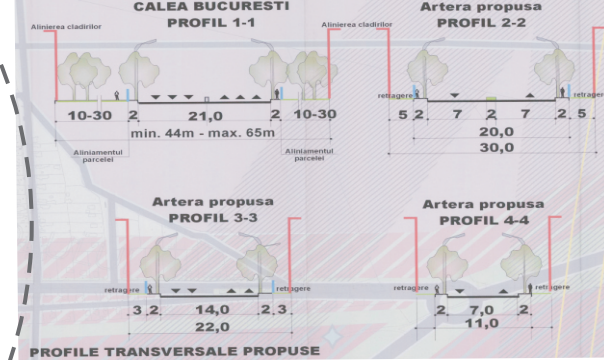 CALEA BUCURESTI
PROFIL 1-1
Alinierea cladirilor
10-30 2 21,0 2 10-30
min. 44m - max. 65m
Aliniamentul
parcelei
Aliniamentul
parcelei
Artera propusa
PROFIL 2-2
Alinierea cladirilor
retragere
retragere
5 2 7 2 7 2 5
20,0
30,0
Artera propusa
PROFIL 3-3
retragere
retragere
3 2 14,0 2 3
22,0
Artera propusa
PROFIL 4-4
retragere
retragere
2 7,0 2
11,0
PROFILE TRANSVERSALE PROPUSE